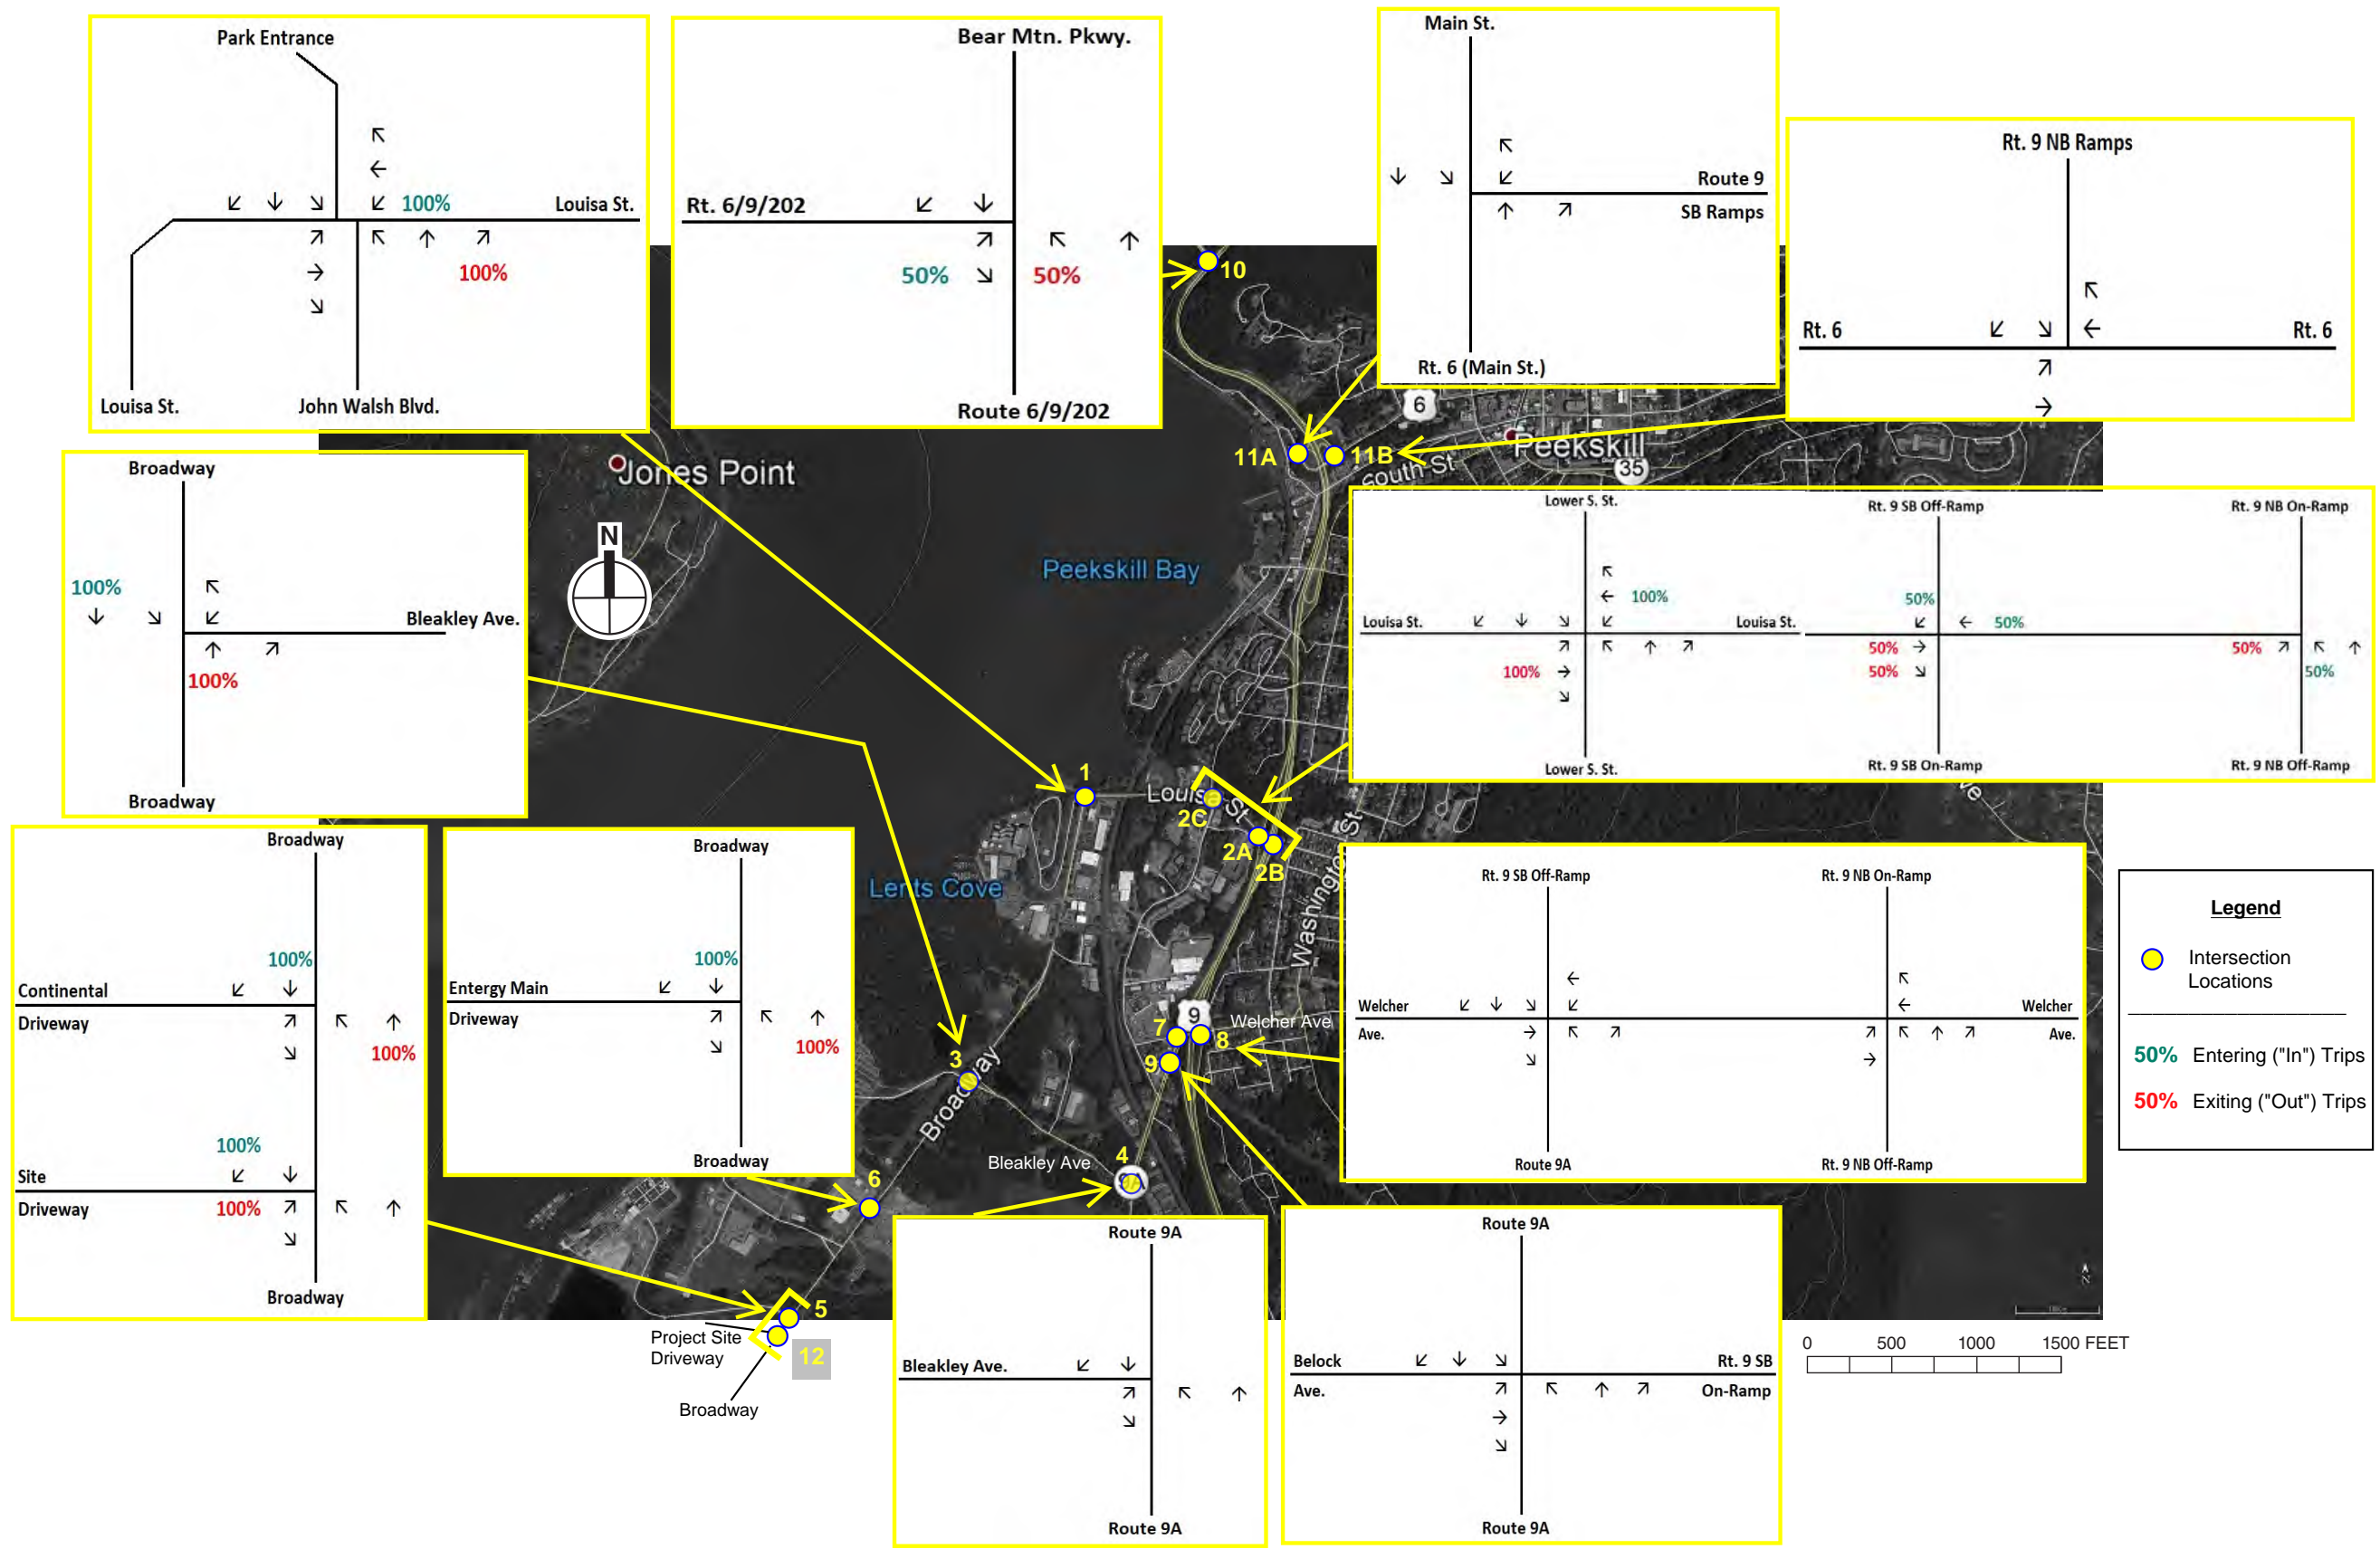 Park Entrance
100%
Louisa St.
100%
Louisa St.
John Walsh Blvd.
Bear Mtn. Pkwy.
Rt. 6/9/202
50%
50%
Route 6/9/202
Main St.
Route 9
SB Ramps
Rt. 6 (Main St.)
Rt. 9 NB Ramps
Rt. 6
Rt. 6
10
6
11A
11B
Peekskill
South St
35
Jones Point
N
Peekskill Bay
Broadway
100%
Bleakley Ave.
100%
Broadway
Lower S. St.
Rt. 9 SB Off-Ramp
Rt. 9 NB On-Ramp
100%
50%
Louisa St.
Louisa St.
50%
50%
50%
100%
50%
50%
Lower S. St.
Rt. 9 SB On-Ramp
Rt. 9 NB Off-Ramp
1
Louisa St
2C
2A
2B
Washington St
Lents Cove
Broadway
100%
Continental
Driveway
100%
100%
Site
Driveway
100%
Broadway
Broadway
100%
Entergy Main
Driveway
100%
Broadway
Rt. 9 SB Off-Ramp
Rt. 9 NB On-Ramp
Welcher
Ave.
Welcher
Ave.
Route 9A
Rt. 9 NB Off-Ramp
Legend
Intersection
Locations
50% Entering ("In") Trips
50% Exiting ("Out") Trips
9
7
8
Welcher Ave
9
3
Broadway
Bleakley Ave
4
9A
6
5
12
Project Site
Driveway
Broadway
Route 9A
Bleakley Ave.
Route 9A
Route 9A
Belock
Ave.
Rt. 9 SB
On-Ramp
Route 9A
0 500 1000 1500 FEET